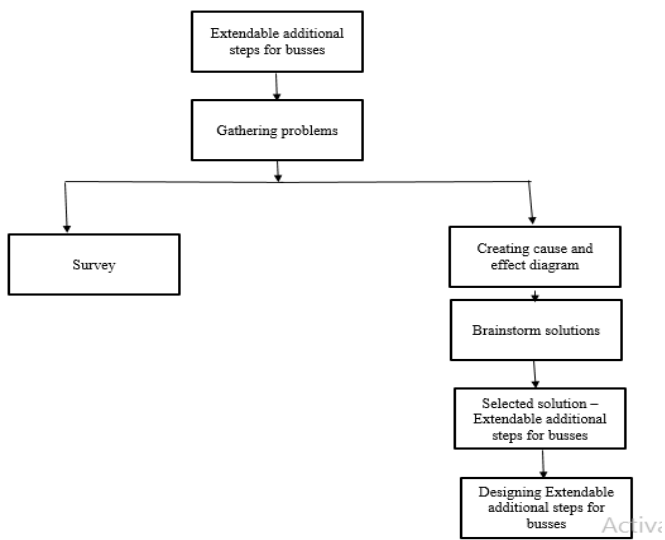 Extendable additional
steps for busses
Gathering problems
Survey
Creating cause and
effect diagram
Brainstorm solutions
Selected solution –
Extendable additional
steps for busses
Designing Extendable
additional steps for
busses